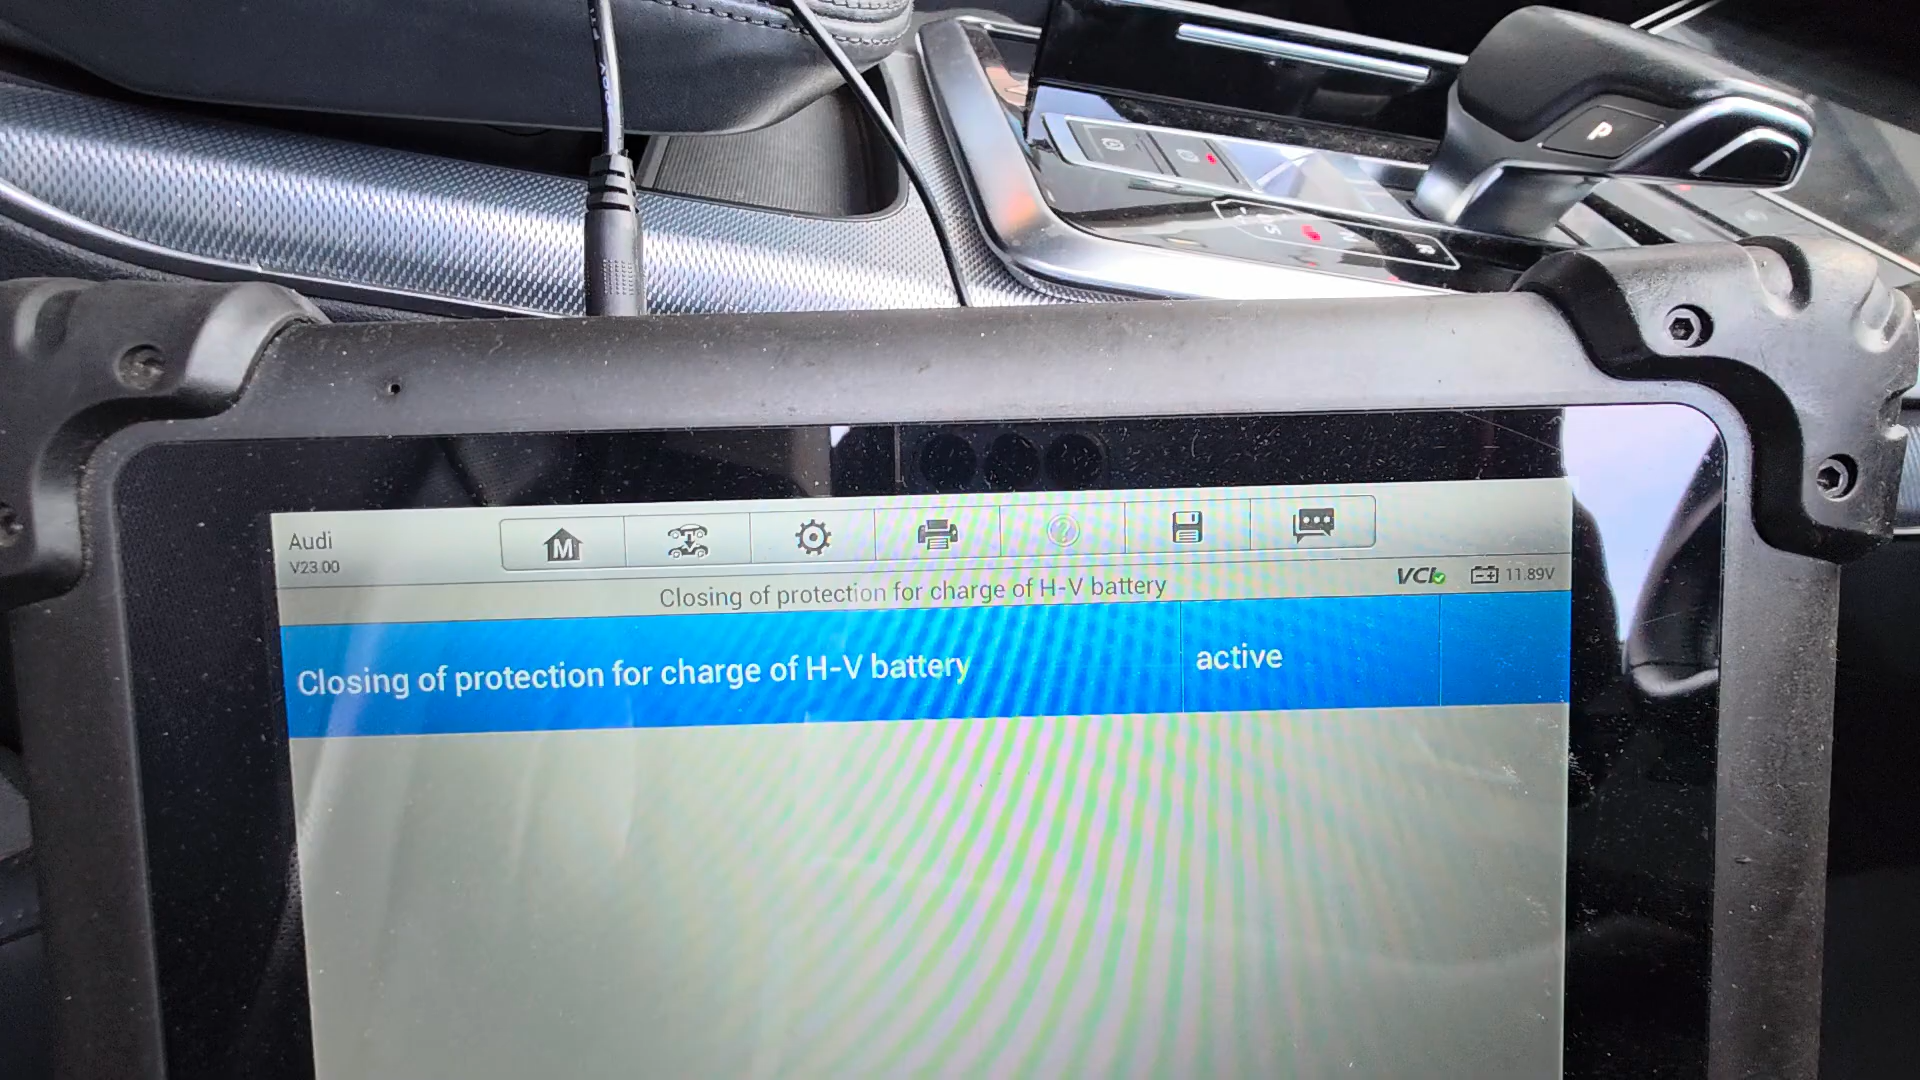 P
R
N
S
Audi
V23.00
M
VCI
11.89V
Closing of protection for charge of H-V battery
Closing of protection for charge of H-V battery
active